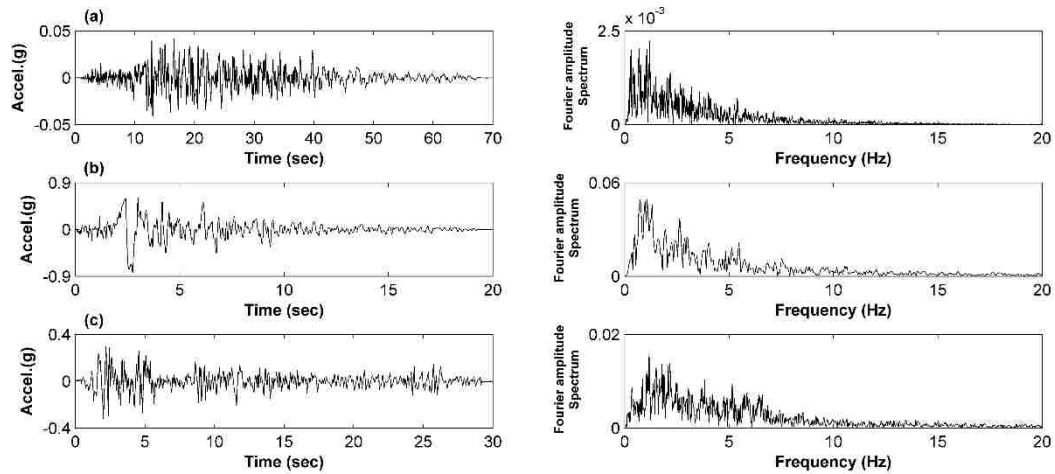 (a)
0.05
0
-0.05
Accel.(g)
0 10 20 30 40 50 60 70
Time (sec)
x 10-3
2.5
0
Fourier amplitude
Spectrum
0 5 10 15 20
Frequency (Hz)
(b)
0.9
0
-0.9
Accel.(g)
0 5 10 15 20
Time (sec)
0.06
0
Fourier amplitude
Spectrum
0 5 10 15 20
Frequency (Hz)
(c)
0.4
0
-0.4
Accel.(g)
0 5 10 15 20 25 30
Time (sec)
0.02
0
Fourier amplitude
Spectrum
0 5 10 15 20
Frequency (Hz)